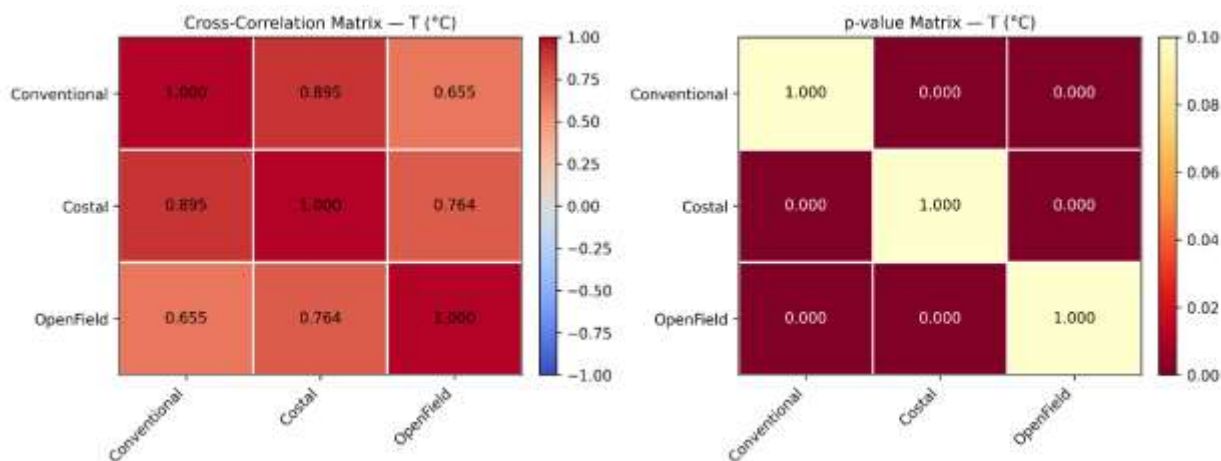 Cross-Correlation Matrix — T (°C)
Conventional
Costal
OpenField
1.000 0.895 0.655
0.895 1.000 0.764
0.655 0.764 1.000
Conventional
Costal
OpenField
1.00
0.75
0.50
0.25
0.00
−0.25
−0.50
−0.75
−1.00
p-value Matrix — T (°C)
Conventional
Costal
OpenField
1.000 0.000 0.000
0.000 1.000 0.000
0.000 0.000 1.000
Conventional
Costal
OpenField
0.10
0.08
0.06
0.04
0.02
0.00